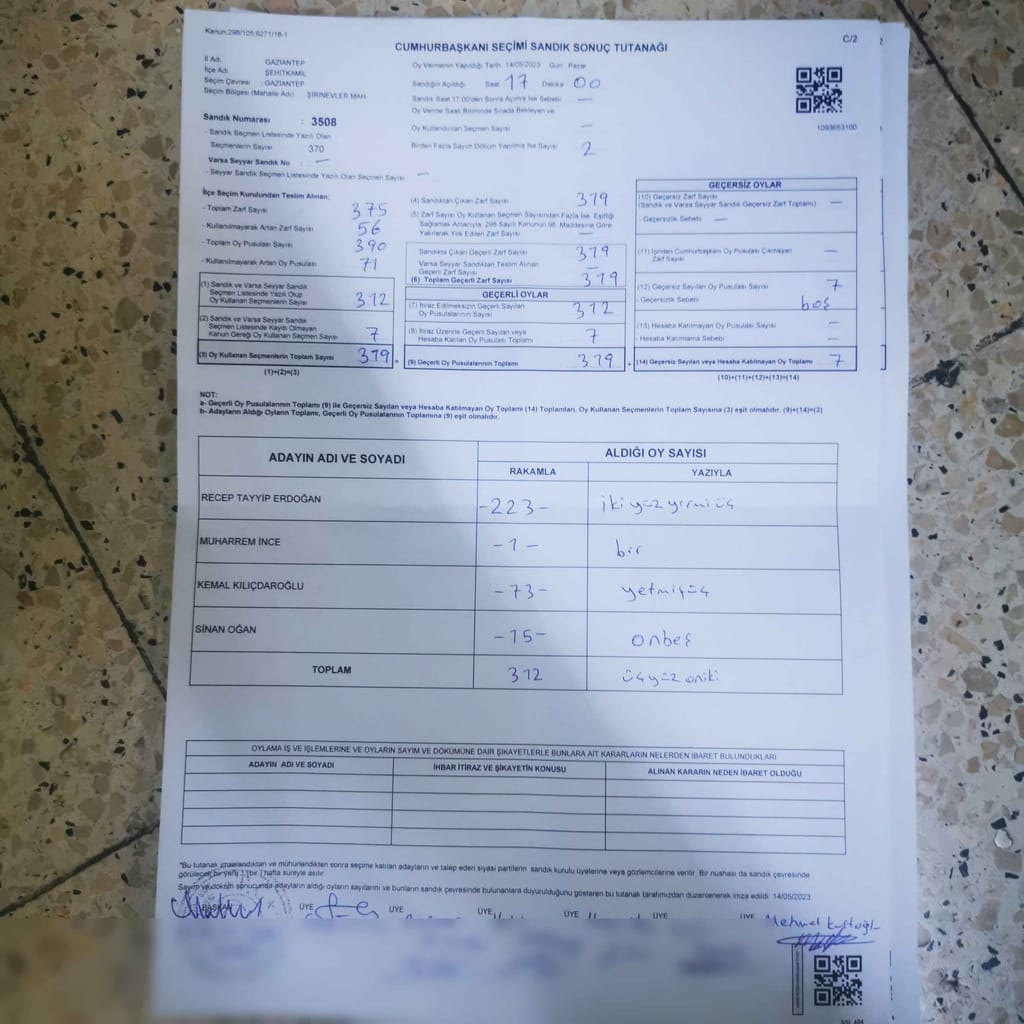 Kanun:298/105,6271/18-1
C/2
CUMHURBAŞKANI SEÇİMİ SANDIK SONUÇ TUTANAĞI
İl Adı : GAZİANTEP
İlçe Adı : ŞEHİTKAMİL
Seçim Çevresi : GAZİANTEP
Seçim Bölgesi (Mahalle Adı) : ŞİRİNEVLER MAH.
Sandık Numarası : 3508
- Sandık Seçmen Listesinde Yazılı Olan
Seçmenlerin Sayısı : 370
Varsa Seyyar Sandık No : —
- Seyyar Sandık Seçmen Listesinde Yazılı Olan Seçmen Sayısı : —
Oy Vermenin Yapıldığı Tarih 14/05/2023 Gün Pazar
Sandığın Açıldığı Saat 17 Dakika 00
Sandık Saat 17.00'den Sonra Açılmış İse Sebebi —
Oy Verme Saati Bitiminde Sırada Bekleyen ve
Oy Kullandırılan Seçmen Sayısı —
Birden Fazla Sayım Döküm Yapılmış İse Sayısı 2
1093653100
İlçe Seçim Kurulundan Teslim Alınan:
- Toplam Zarf Sayısı 375
- Kullanılmayarak Artan Zarf Sayısı 56
- Toplam Oy Pusulası Sayısı 390
- Kullanılmayarak Artan Oy Pusulası 71
(1) Sandık ve Varsa Seyyar Sandık
Seçmen Listesinde Yazılı Olup
Oy Kullanan Seçmenlerin Sayısı 312
(2) Sandık ve Varsa Seyyar Sandık
Seçmen Listesinde Kayıtlı Olmayan
Kanun Gereği Oy Kullanan Seçmen Sayısı 7
(3) Oy Kullanan Seçmenlerin Toplam Sayısı 319
(1)+(2)=(3)
(4) Sandıktan Çıkan Zarf Sayısı 319
(5) Zarf Sayısı Oy Kullanan Seçmen Sayısından Fazla İse, Eşitliği
Sağlamak Amacıyla, 298 Sayılı Kanunun 98. Maddesine Göre
Yakılarak Yok Edilen Zarf Sayısı —
Sandıkta Çıkan Geçerli Zarf Sayısı 319
Varsa Seyyar Sandıktan Teslim Alınan
Geçerli Zarf Sayısı —
(6) Toplam Geçerli Zarf Sayısı 319
GEÇERLİ OYLAR
(7) İtiraz Edilmeksizin Geçerli Sayılan
Oy Pusulalarının Sayısı 312
(8) İtiraz Üzerine Geçerli Sayılan veya
Hesaba Katılan Oy Pusulası Toplamı 7
(9) Geçerli Oy Pusulalarının Toplamı 319
GEÇERSİZ OYLAR
(10) Geçersiz Zarf Sayısı
(Sandık ve Varsa Seyyar Sandık Geçersiz Zarf Toplamı) —
- Geçersizlik Sebebi —
(11) İçinden Cumhurbaşkanı Oy Pusulası Çıkmayan
Zarf Sayısı —
(12) Geçersiz Sayılan Oy Pusulası Sayısı 7
- Geçersizlik Sebebi boş
(13) Hesaba Katılmayan Oy Pusulası Sayısı —
Hesaba Katılmama Sebebi —
(14) Geçersiz Sayılan veya Hesaba Katılmayan Oy Toplamı 7
(10)+(11)+(12)+(13)=(14)
NOT:
a- Geçerli Oy Pusulalarının Toplamı (9) ile Geçersiz Sayılan veya Hesaba Katılmayan Oy Toplamı (14) Toplamları, Oy Kullanan Seçmenlerin Toplam Sayısına (3) eşit olmalıdır. (9)+(14)=(3)
b- Adayların Aldığı Oyların Toplamı, Geçerli Oy Pusulalarının Toplamına (9) eşit olmalıdır.
ADAYIN ADI VE SOYADI ALDIĞI OY SAYISI
RAKAMLA YAZIYLA
RECEP TAYYİP ERDOĞAN -223- iki yüz yirmi üç
MUHARREM İNCE -1- bir
KEMAL KILIÇDAROĞLU -73- yetmişüç
SİNAN OĞAN -15- onbeş
TOPLAM 312 üçyüz oniki
OYLAMA İŞ VE İŞLEMLERİNE VE OYLARIN SAYIM VE DÖKÜMÜNE DAİR ŞİKAYETLERLE BUNLARA AİT KARARLARIN NELERDEN İBARET BULUNDUKLARI
ADAYIN ADI VE SOYADI İHBAR İTİRAZ VE ŞİKAYETİN KONUSU ALINAN KARARIN NEDEN İBARET OLDUĞU
*Bu tutanak imzalandıktan ve mühürlendikten sonra seçime katılan adayların ve talep eden siyasi partilerin sandık kurulu üyelerine veya gözlemcilerine verilir. Bir nüshası da sandık çevresinde
görülecek bir yere 1 (bir) hafta süreyle asılır.
Sayım ve döküm sonucunda adayların aldığı oyların sayılarını ve bunların sandık çevresinde bulunanlara duyurulduğunu gösteren bu tutanak tarafımızdan düzenlenerek imza edildi. 14/05/2023
BAŞKAN ÜYE ÜYE ÜYE ÜYE ÜYE ÜYE
Mehmet